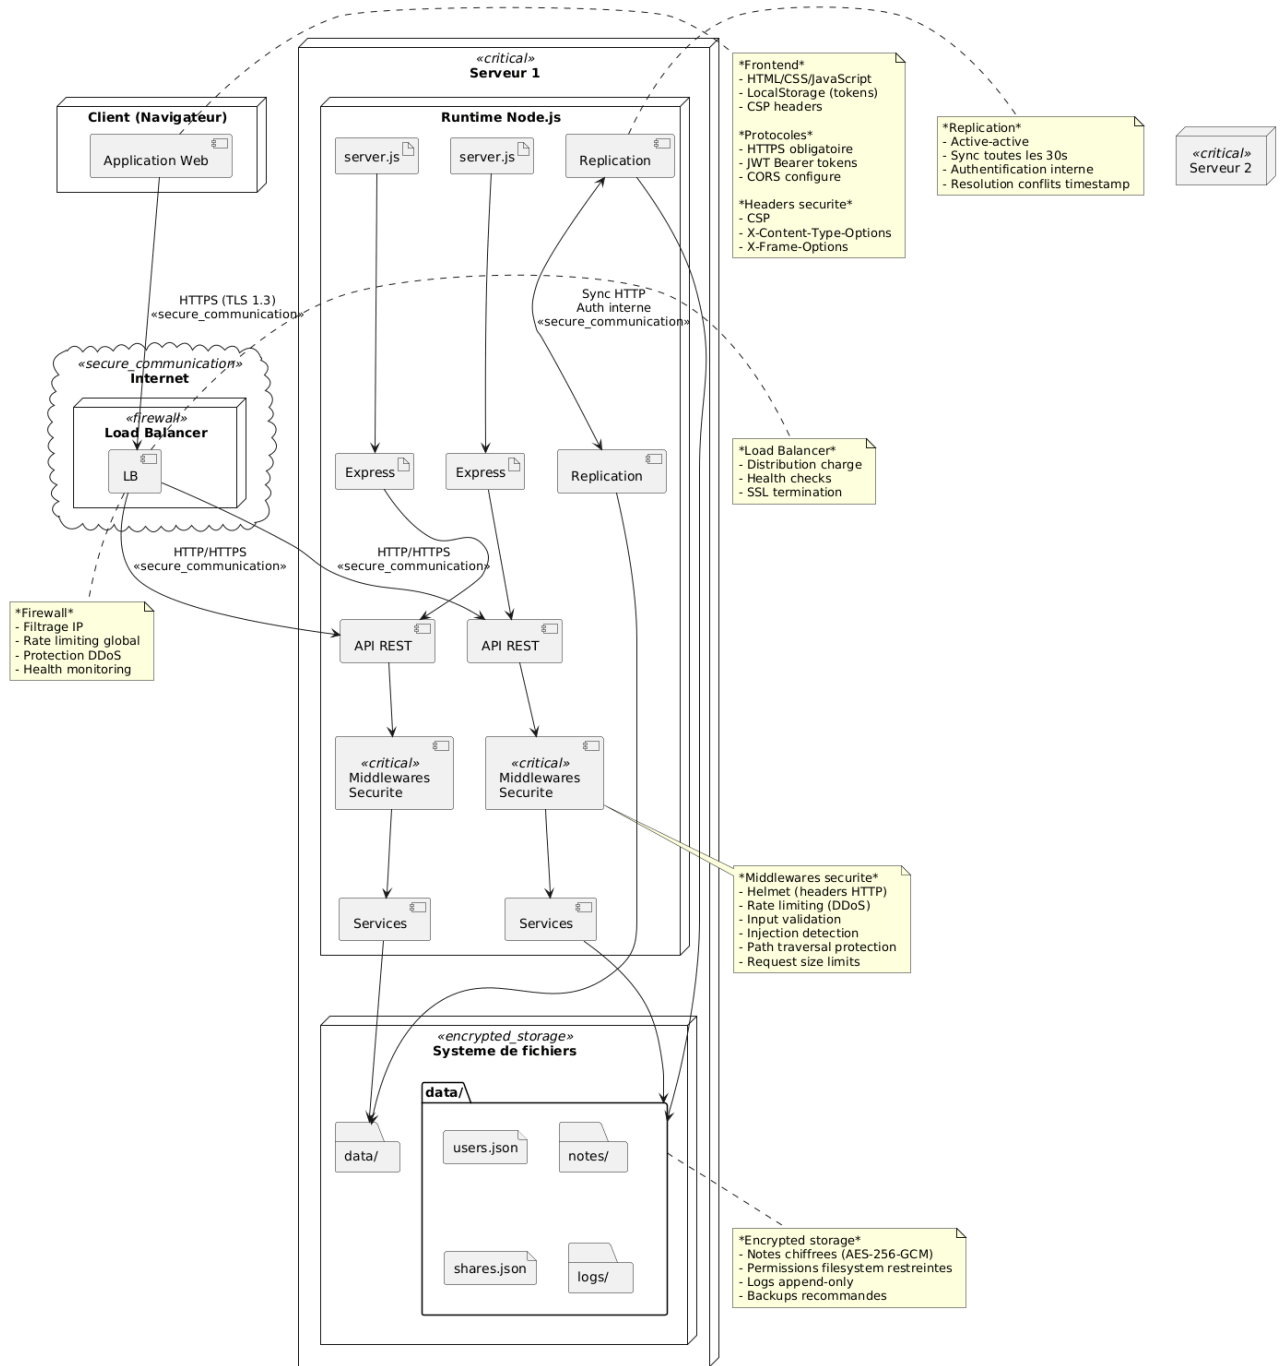 «critical»
Serveur 1
Client (Navigateur)
Application Web
Runtime Node.js
server.js
server.js
Replication
*Frontend*
- HTML/CSS/JavaScript
- LocalStorage (tokens)
- CSP headers
*Protocoles*
- HTTPS obligatoire
- JWT Bearer tokens
- CORS configure
*Headers securite*
- CSP
- X-Content-Type-Options
- X-Frame-Options
*Replication*
- Active-active
- Sync toutes les 30s
- Authentification interne
- Resolution conflits timestamp
«critical»
Serveur 2
HTTPS (TLS 1.3)
«secure_communication»
Sync HTTP
Auth interne
«secure_communication»
«secure_communication»
Internet
«firewall»
Load Balancer
LB
Express
Express
Replication
*Load Balancer*
- Distribution charge
- Health checks
- SSL termination
HTTP/HTTPS
«secure_communication»
HTTP/HTTPS
«secure_communication»
*Firewall*
- Filtrage IP
- Rate limiting global
- Protection DDoS
- Health monitoring
API REST
API REST
«critical»
Middlewares
Securite
«critical»
Middlewares
Securite
Services
Services
*Middlewares securite*
- Helmet (headers HTTP)
- Rate limiting (DDoS)
- Input validation
- Injection detection
- Path traversal protection
- Request size limits
«encrypted_storage»
Systeme de fichiers
data/
data/
users.json
notes/
shares.json
logs/
*Encrypted storage*
- Notes chiffrees (AES-256-GCM)
- Permissions filesystem restreintes
- Logs append-only
- Backups recommandes